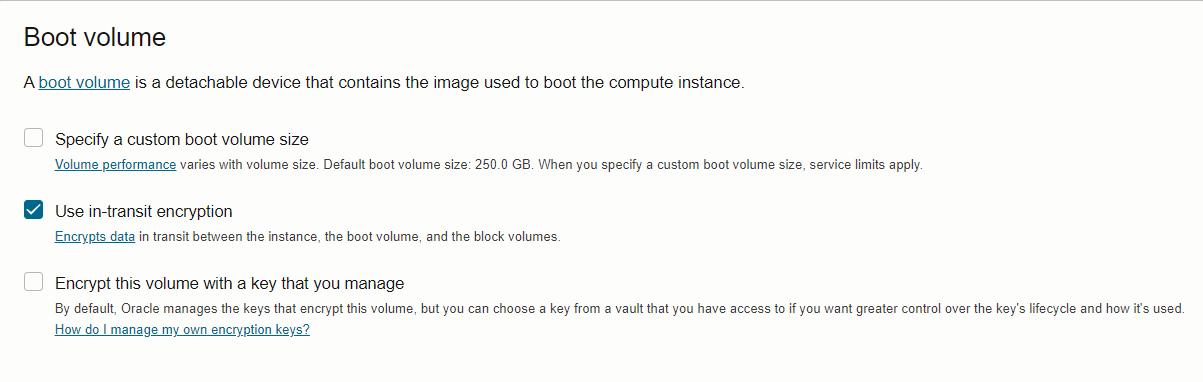 Boot volume
A boot volume is a detachable device that contains the image used to boot the compute instance.
Specify a custom boot volume size
Volume performance varies with volume size. Default boot volume size: 250.0 GB. When you specify a custom boot volume size, service limits apply.
Use in-transit encryption
Encrypts data in transit between the instance, the boot volume, and the block volumes.
Encrypt this volume with a key that you manage
By default, Oracle manages the keys that encrypt this volume, but you can choose a key from a vault that you have access to if you want greater control over the key's lifecycle and how it's used.
How do I manage my own encryption keys?